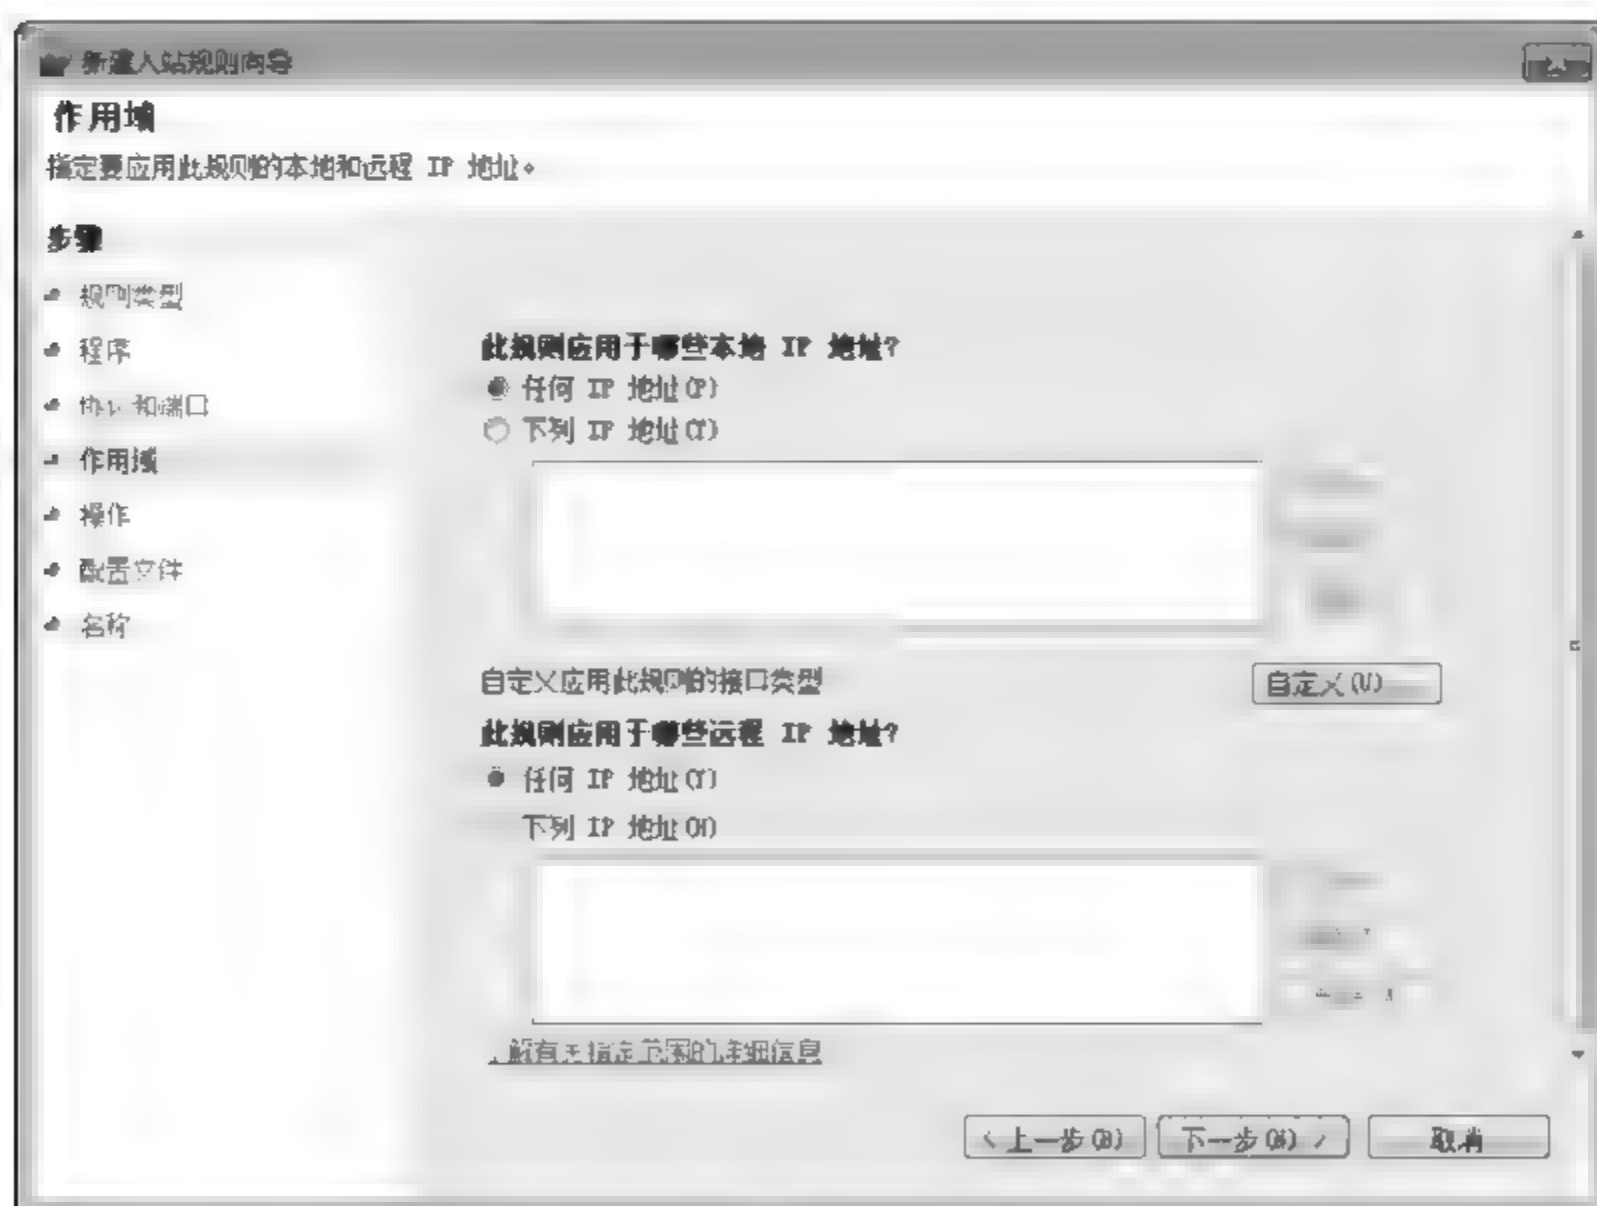 新建入站规则向导
作用域
指定要应用此规则的本地和远程 IP 地址。
步骤
规则类型
程序
协议和端口
作用域
操作
配置文件
名称
此规则应用于哪些本地 IP 地址?
任何 IP 地址(P)
下列 IP 地址(T)
自定义应用此规则的接口类型
自定义(U)
此规则应用于哪些远程 IP 地址?
任何 IP 地址(Y)
下列 IP 地址(H)
了解有关指定范围的详细信息
< 上一步(B)
下一步(N) >
取消